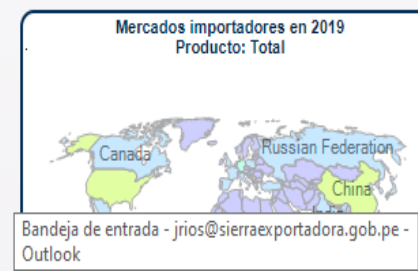 Mercados importadores en 2019
Producto: Total
Canada
Russian Federation
China
Bandeja de entrada - jrios@sierraexportadora.gob.pe -
Outlook